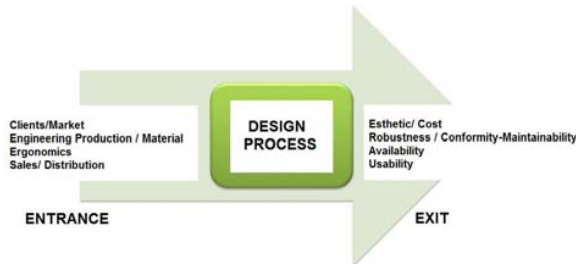 Clients/Market
Engineering Production / Material
Ergonomics
Sales/ Distribution
DESIGN
PROCESS
Esthetic/ Cost
Robustness / Conformity-Maintainability
Availability
Usability
ENTRANCE
EXIT